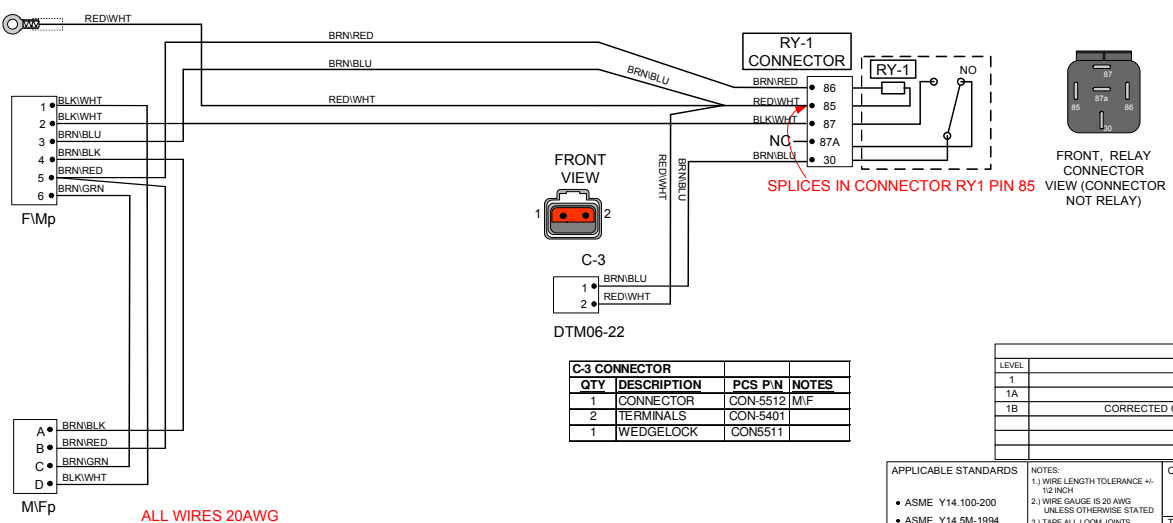 RED\WHT
BRN\RED
BRN\BLU
BRN\BLU
RED\WHT
RY-1
CONNECTOR
BRN\RED
RED\WHT
BLK\WHT
NC
BRN\BLU
86
85
87
87A
30
RY-1
NO
87
87a
85
86
30
FRONT, RELAY
CONNECTOR
VIEW (CONNECTOR
NOT RELAY)
SPLICES IN CONNECTOR RY1 PIN 85
1 BLK\WHT
2 BLK\WHT
3 BRN\BLU
4 BRN\BLK
5 BRN\RED
6 BRN\GRN
F\Mp
RED\WHT
BRN\BLU
FRONT
VIEW
1 2
C-3
1 BRN\BLU
2 RED\WHT
DTM06-22
C-3 CONNECTOR
QTY DESCRIPTION PCS P\N NOTES
1 CONNECTOR CON-5512 M\F
2 TERMINALS CON-5401
1 WEDGELOCK CON5511
A BRN\BLK
B BRN\RED
C BRN\GRN
D BLK\WHT
M\Fp
ALL WIRES 20AWG
LEVEL
1
1A
1B CORRECTED
APPLICABLE STANDARDS
• ASME Y14.100-200
• ASME Y14.5M-1994
NOTES:
1.) WIRE LENGTH TOLERANCE +/-
1\2 INCH
2.) WIRE GAUGE IS 20 AWG
UNLESS OTHERWISE STATED
3.) TAPE ALL LOOM JOINTS